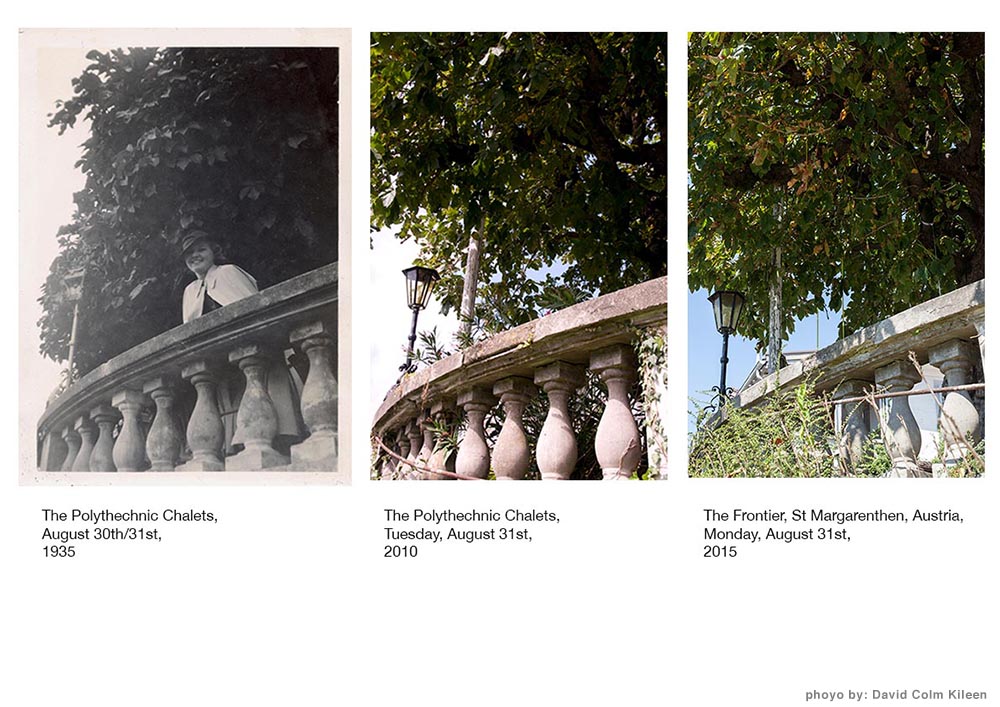 The Polythechnic Chalets,
August 30th/31st,
1935
The Polythechnic Chalets,
Tuesday, August 31st,
2010
The Frontier, St Margarenthen, Austria,
Monday, August 31st,
2015
phoyo by: David Colm Kileen